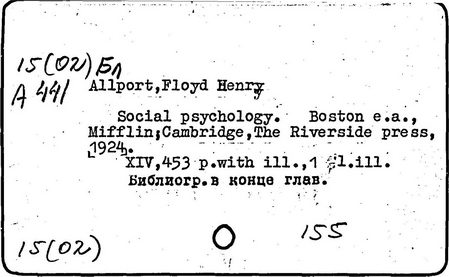 15(02) Бл
A 441
Allport,Floyd Henry
Social psychology. Boston e.a.,
Mifflin;Cambridge,The Riverside press,
1924.
XIV,453 p.with ill.,1 l.ill.
Библиогр.в конце глав.
15(02)
155